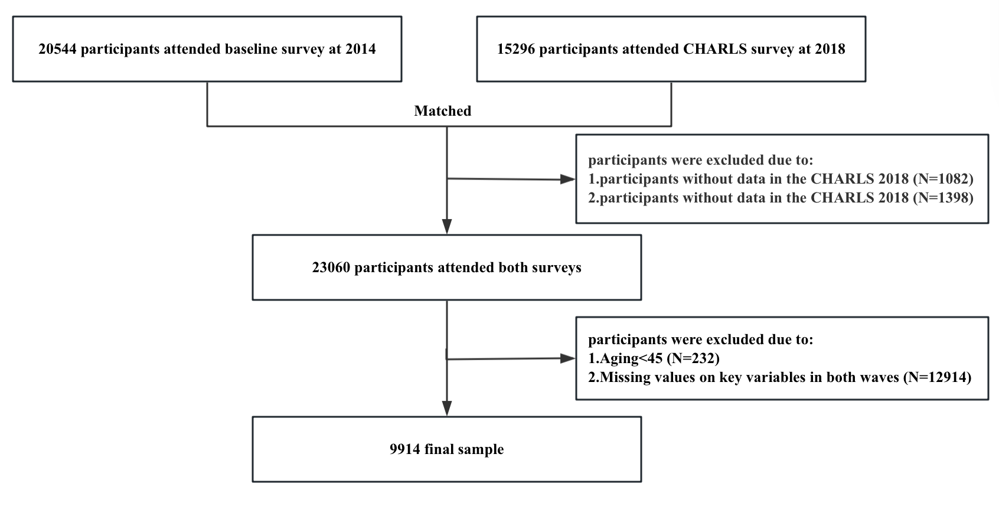 20544 participants attended baseline survey at 2014
15296 participants attended CHARLS survey at 2018
Matched
participants were excluded due to:
1.participants without data in the CHARLS 2018 (N=1082)
2.participants without data in the CHARLS 2018 (N=1398)
23060 participants attended both surveys
participants were excluded due to:
1.Aging<45 (N=232)
2.Missing values on key variables in both waves (N=12914)
9914 final sample